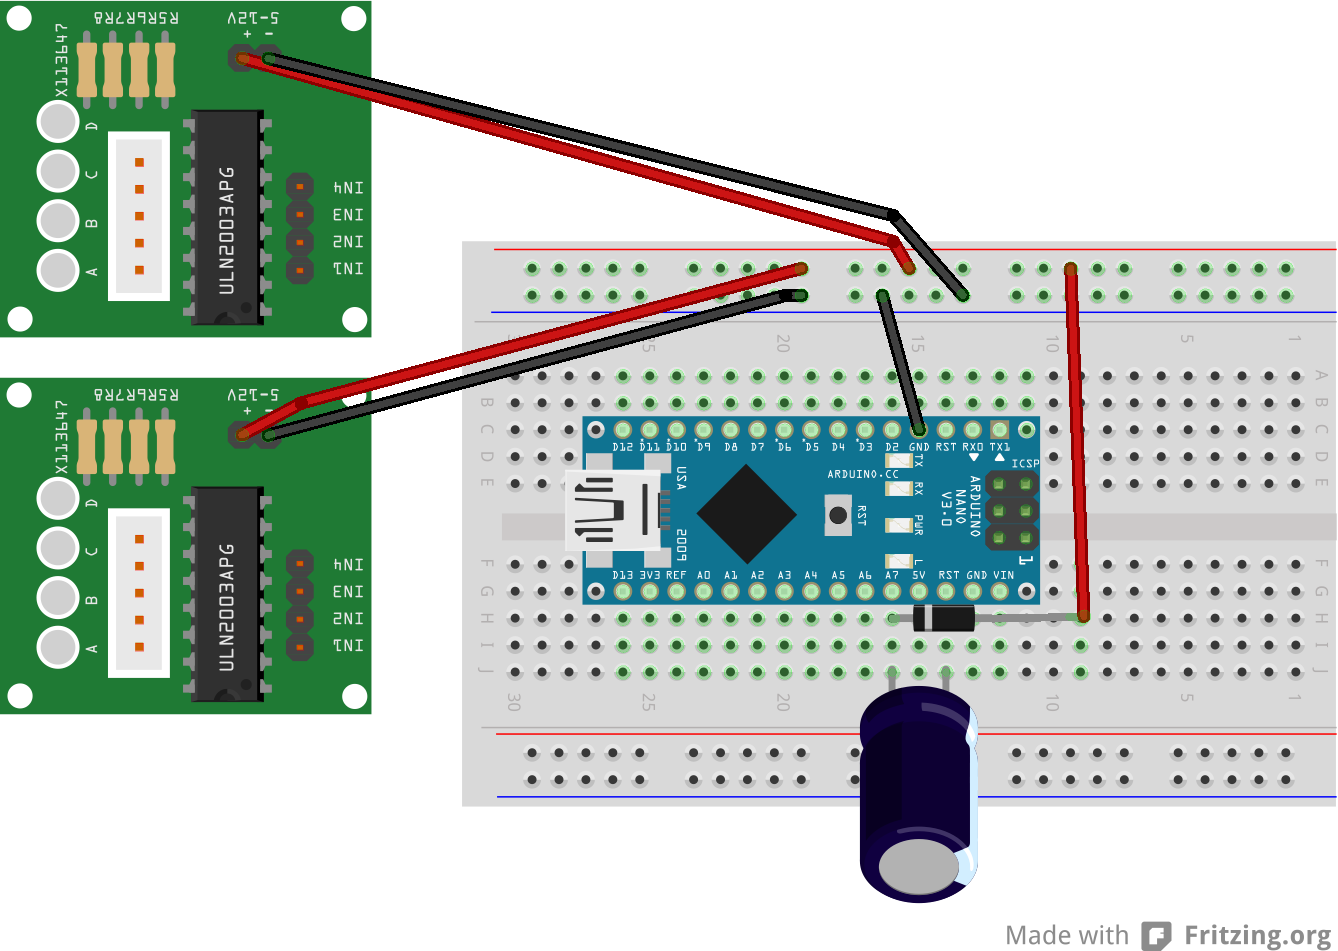 R5R6R7R8
5-12V
+ -
X113647
D
C
B
A
ULN2003APG
IN4
IN3
IN2
IN1
R5R6R7R8
5-12V
+ -
X113647
D
C
B
A
ULN2003APG
IN4
IN3
IN2
IN1
20 15 10 5 1
A A
B B
C C
D D
E E
D12 D11 D10 D9 D8 D7 D6 D5 D4 D3 D2 GND RST RX0 TX1
USA
2009
ARDUINO.CC
TX
RX
PWR
L
RST
ICSP
ARDUINO
NANO
V3.0
1
D13 3V3 REF A0 A1 A2 A3 A4 A5 A6 A7 5V RST GND VIN
F F
G G
H H
I I
J J
30 25 20 10 5 1
Made with Fritzing.org